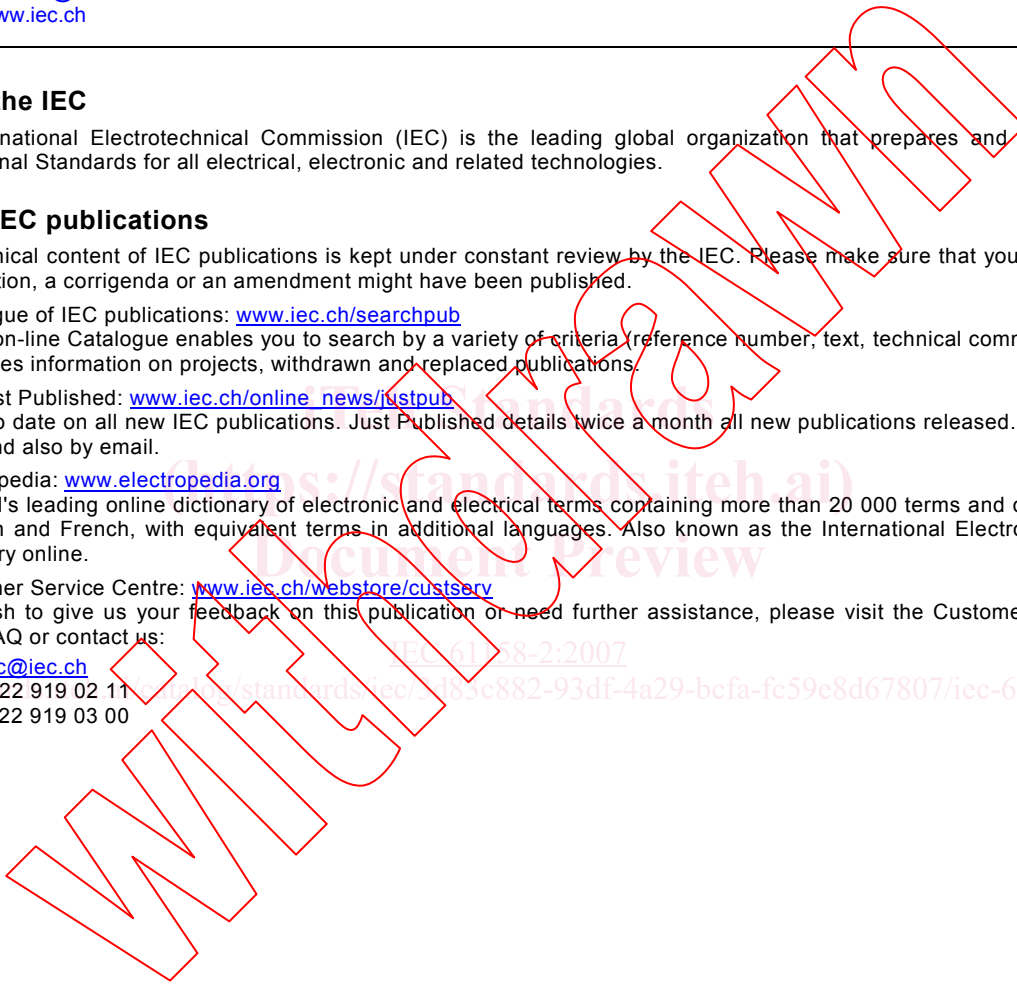 ww.iec.ch
the IEC
national Electrotechnical Commission (IEC) is the leading global organization that prepares and
nal Standards for all electrical, electronic and related technologies.
EC publications
nical content of IEC publications is kept under constant review by the IEC. Please make sure that you
tion, a corrigenda or an amendment might have been published.
gue of IEC publications: www.iec.ch/searchpub
on-line Catalogue enables you to search by a variety of criteria (reference number, text, technical comm
es information on projects, withdrawn and replaced publications.
iTeh Standards
st Published: www.iec.ch/online_news/justpub
o date on all new IEC publications. Just Published details twice a month all new publications released.
nd also by email.
(https://standards.iteh.ai)
pedia: www.electropedia.org
l's leading online dictionary of electronic and electrical terms containing more than 20 000 terms and d
h and French, with equivalent terms in additional languages. Also known as the International Electro
ry online.
Document Preview
ner Service Centre: www.iec.ch/webstore/custserv
sh to give us your feedback on this publication or need further assistance, please visit the Custome
AQ or contact us:
IEC 61158-2:2007
c@iec.ch
22 919 02 11
/catalog/standards/iec/3d83c882-93df-4a29-bcfa-fc59e8d67807/iec-6
22 919 03 00
withdrawn